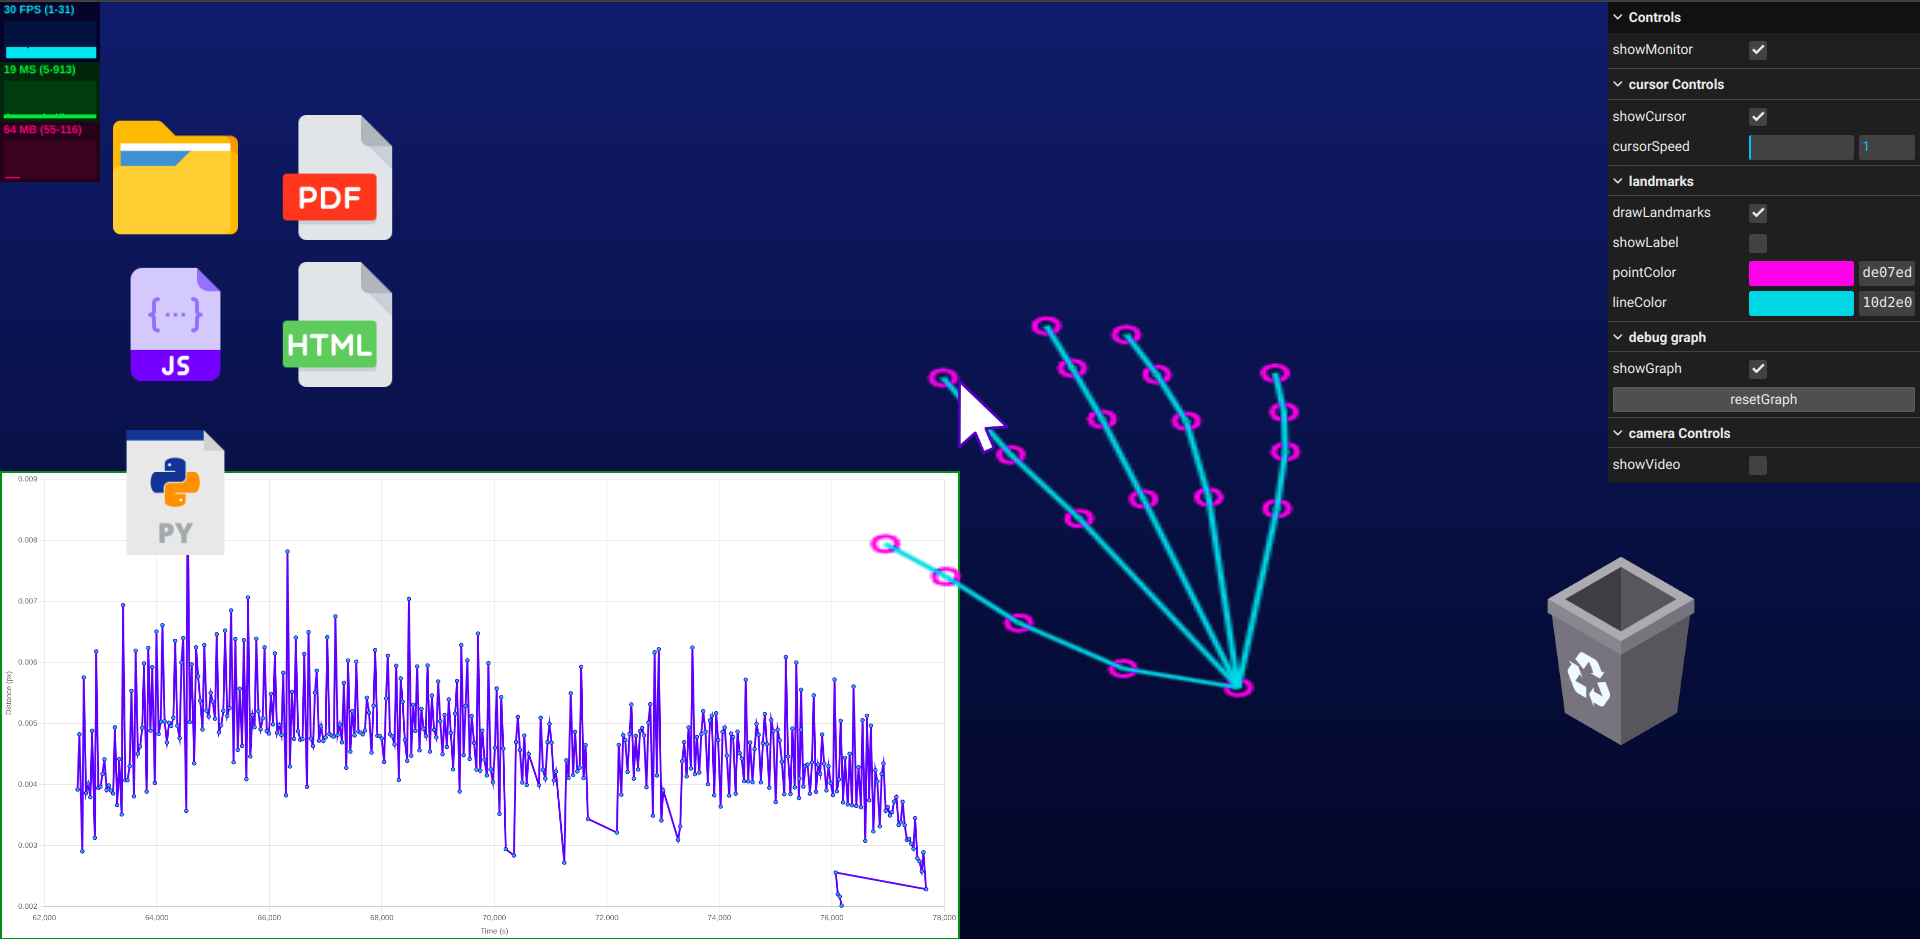 30 FPS (1-31)
19 MS (5-913)
64 MB (55-116)
PDF
{...}
JS
HTML
PY
Controls
showMonitor
cursor Controls
showCursor
cursorSpeed 1
landmarks
drawLandmarks
showLabel
pointColor de07ed
lineColor 10d2e0
debug graph
showGraph
resetGraph
camera Controls
showVideo
0.009
0.008
0.007
0.006
0.005
0.004
0.003
0.002
Distance (px)
62,000 64,000 66,000 68,000 70,000 72,000 74,000 76,000 78,000
Time (s)